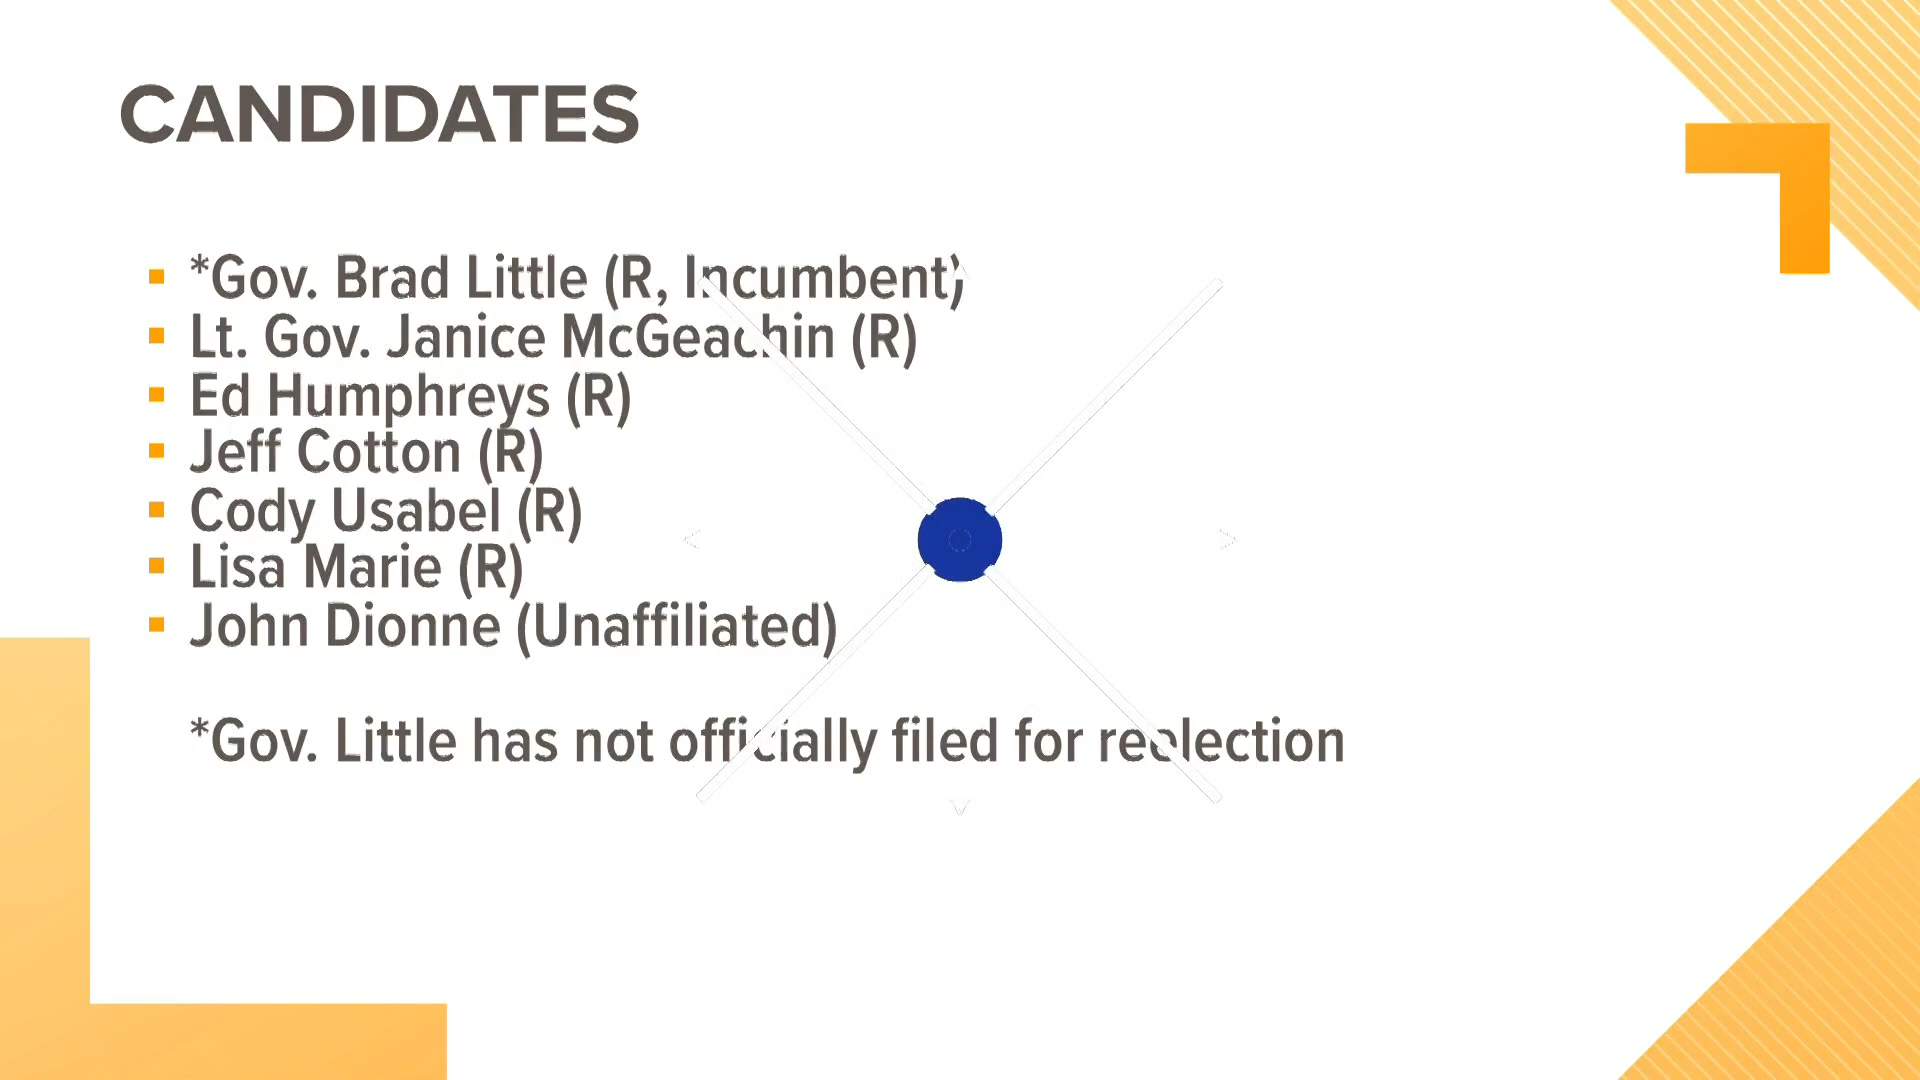 CANDIDATES
*Gov. Brad Little (R, Incumbent)
Lt. Gov. Janice McGeachin (R)
Ed Humphreys (R)
Jeff Cotton (R)
Cody Usabel (R)
Lisa Marie (R)
John Dionne (Unaffiliated)
*Gov. Little has not officially filed for reelection